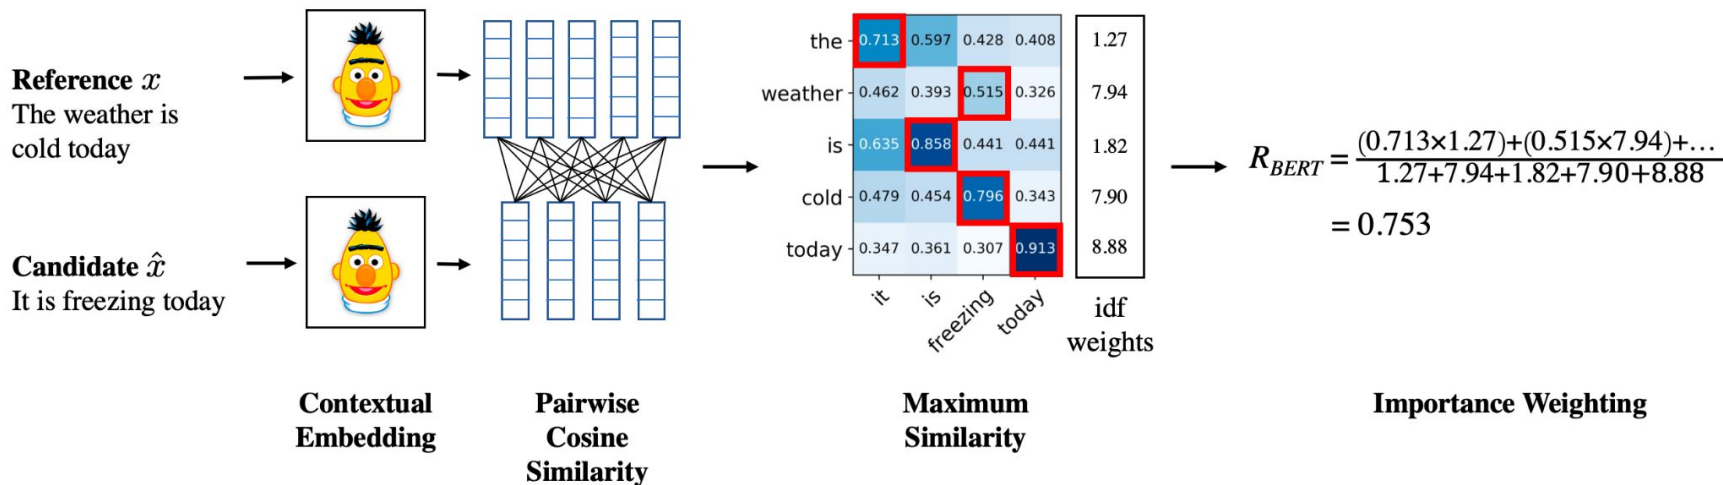 Reference x
The weather is
cold today
Candidate x̂
It is freezing today
Contextual
Embedding
Pairwise
Cosine
Similarity
the 0.713 0.597 0.428 0.408 1.27
weather 0.462 0.393 0.515 0.326 7.94
is 0.635 0.858 0.441 0.441 1.82
cold 0.479 0.454 0.796 0.343 7.90
today 0.347 0.361 0.307 0.913 8.88
it is freezing today
idf
weights
Maximum
Similarity
R_BERT = (0.713×1.27)+(0.515×7.94)+...
1.27+7.94+1.82+7.90+8.88
= 0.753
Importance Weighting